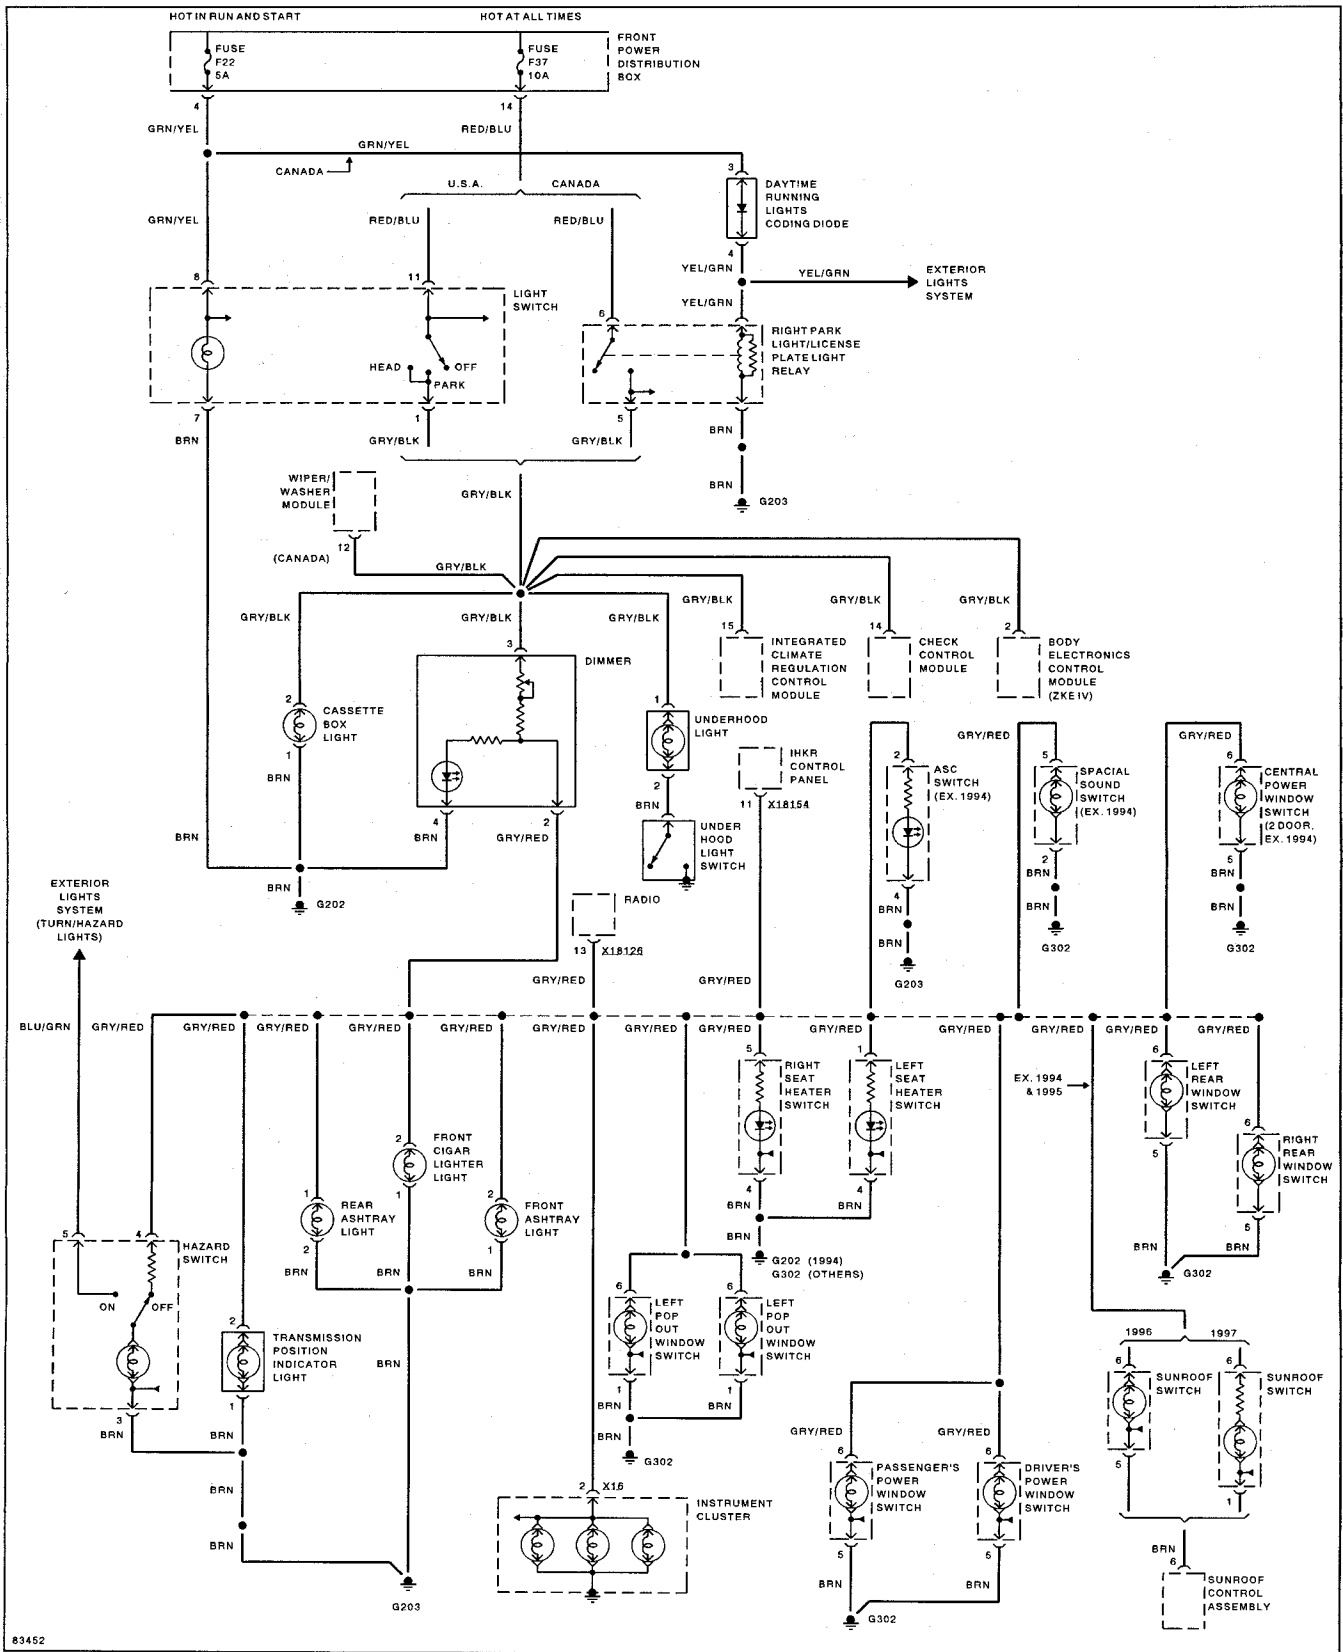 HOT IN RUN AND START
HOT AT ALL TIMES
FUSE
F22
5A
FUSE
F37
10A
FRONT
POWER
DISTRIBUTION
BOX
4
14
GRN/YEL
RED/BLU
GRN/YEL
CANADA
3
U.S.A.
CANADA
DAYTIME
RUNNING
LIGHTS
CODING DIODE
GRN/YEL
RED/BLU
RED/BLU
4
YEL/GRN
YEL/GRN
EXTERIOR
LIGHTS
SYSTEM
8
11
YEL/GRN
LIGHT
SWITCH
6
RIGHT PARK
LIGHT/LICENSE
PLATE LIGHT
RELAY
HEAD
OFF
PARK
7
1
5
BRN
GRY/BLK
GRY/BLK
BRN
WIPER/
WASHER
MODULE
GRY/BLK
BRN
G203
12
(CANADA)
GRY/BLK
GRY/BLK
GRY/BLK
GRY/BLK
GRY/BLK
GRY/BLK
GRY/BLK
3
15
14
2
DIMMER
INTEGRATED
CLIMATE
REGULATION
CONTROL
MODULE
CHECK
CONTROL
MODULE
BODY
ELECTRONICS
CONTROL
MODULE
(ZKE IV)
2
CASSETTE
BOX
LIGHT
1
BRN
1
UNDERHOOD
LIGHT
2
BRN
UNDER
HOOD
LIGHT
SWITCH
IHKR
CONTROL
PANEL
11 X18154
2
ASC
SWITCH
(EX. 1994)
4
BRN
BRN
G203
GRY/RED
5
SPACIAL
SOUND
SWITCH
(EX. 1994)
2
BRN
BRN
G302
GRY/RED
6
CENTRAL
POWER
WINDOW
SWITCH
(2 DOOR,
EX. 1994)
5
BRN
BRN
G302
BRN
4
BRN
2
GRY/RED
BRN
G202
EXTERIOR
LIGHTS
SYSTEM
(TURN/HAZARD
LIGHTS)
RADIO
13 X18126
GRY/RED
GRY/RED
BLU/GRN
GRY/RED
GRY/RED
GRY/RED
GRY/RED
GRY/RED
GRY/RED
GRY/RED
GRY/RED
GRY/RED
GRY/RED
GRY/RED
GRY/RED
GRY/RED
5
RIGHT
SEAT
HEATER
SWITCH
4
BRN
BRN
G202 (1994)
G302 (OTHERS)
1
LEFT
SEAT
HEATER
SWITCH
4
BRN
EX. 1994
& 1995
6
LEFT
REAR
WINDOW
SWITCH
5
BRN
6
RIGHT
REAR
WINDOW
SWITCH
5
BRN
G302
2
FRONT
CIGAR
LIGHTER
LIGHT
1
1
REAR
ASHTRAY
LIGHT
2
BRN
BRN
2
FRONT
ASHTRAY
LIGHT
1
BRN
5
4
HAZARD
SWITCH
ON
OFF
3
BRN
2
TRANSMISSION
POSITION
INDICATOR
LIGHT
1
BRN
BRN
BRN
BRN
G203
6
LEFT
POP
OUT
WINDOW
SWITCH
1
BRN
BRN
G302
6
LEFT
POP
OUT
WINDOW
SWITCH
1
BRN
2 X16
INSTRUMENT
CLUSTER
GRY/RED
GRY/RED
6
PASSENGER'S
POWER
WINDOW
SWITCH
5
BRN
6
DRIVER'S
POWER
WINDOW
SWITCH
5
BRN
G302
1996
1997
6
SUNROOF
SWITCH
5
6
SUNROOF
SWITCH
1
BRN
6
SUNROOF
CONTROL
ASSEMBLY
83452